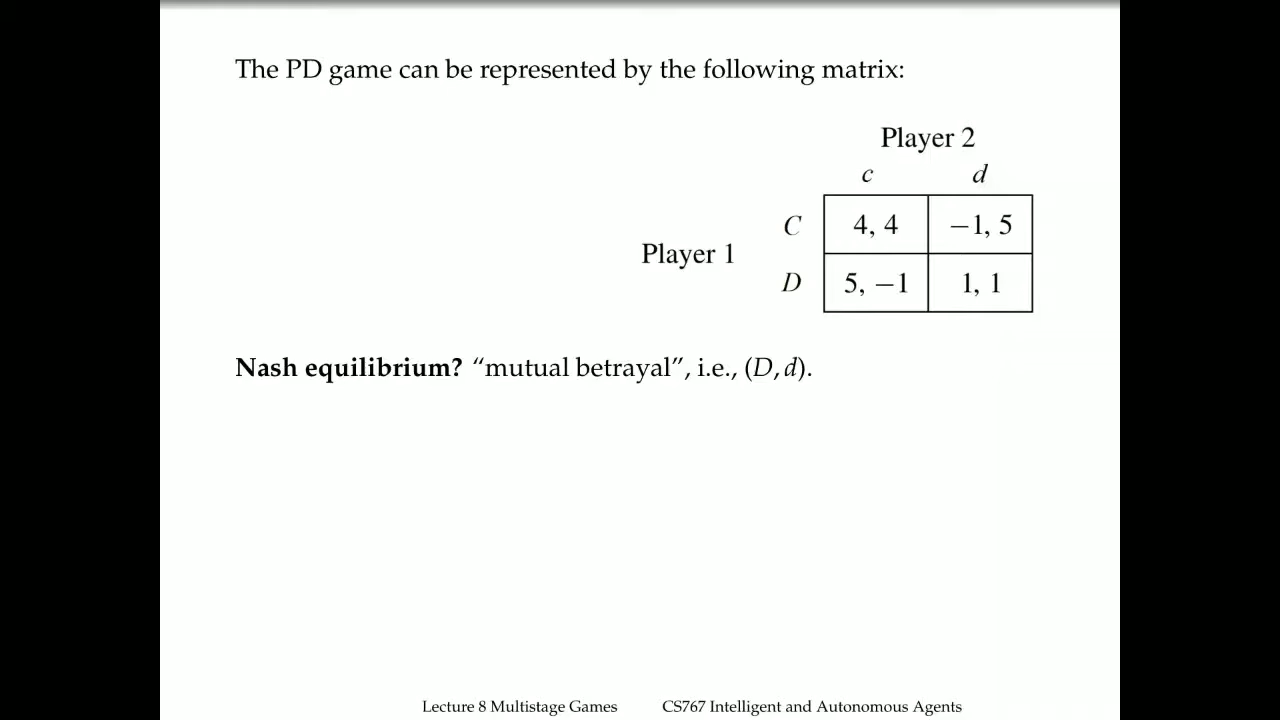 The PD game can be represented by the following matrix:
Player 2
c d
C 4, 4 −1, 5
Player 1
D 5, −1 1, 1
Nash equilibrium? “mutual betrayal”, i.e., (D, d).
Lecture 8 Multistage Games CS767 Intelligent and Autonomous Agents